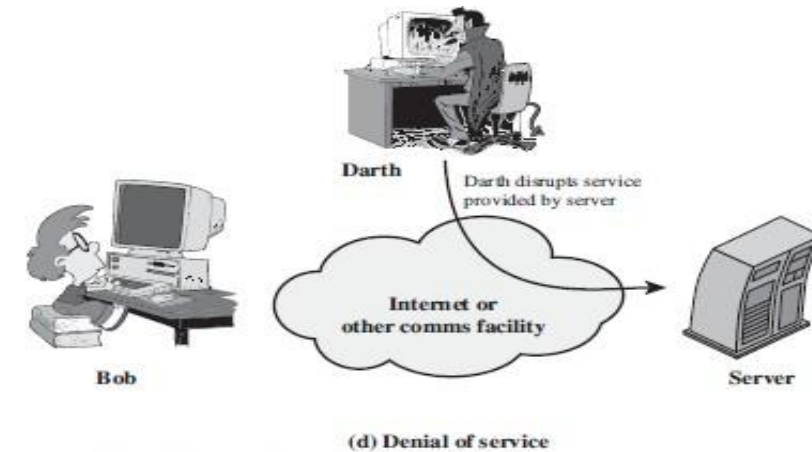 Darth
Darth disrupts service
provided by server
Internet or
other comms facility
Bob
Server
(d) Denial of service